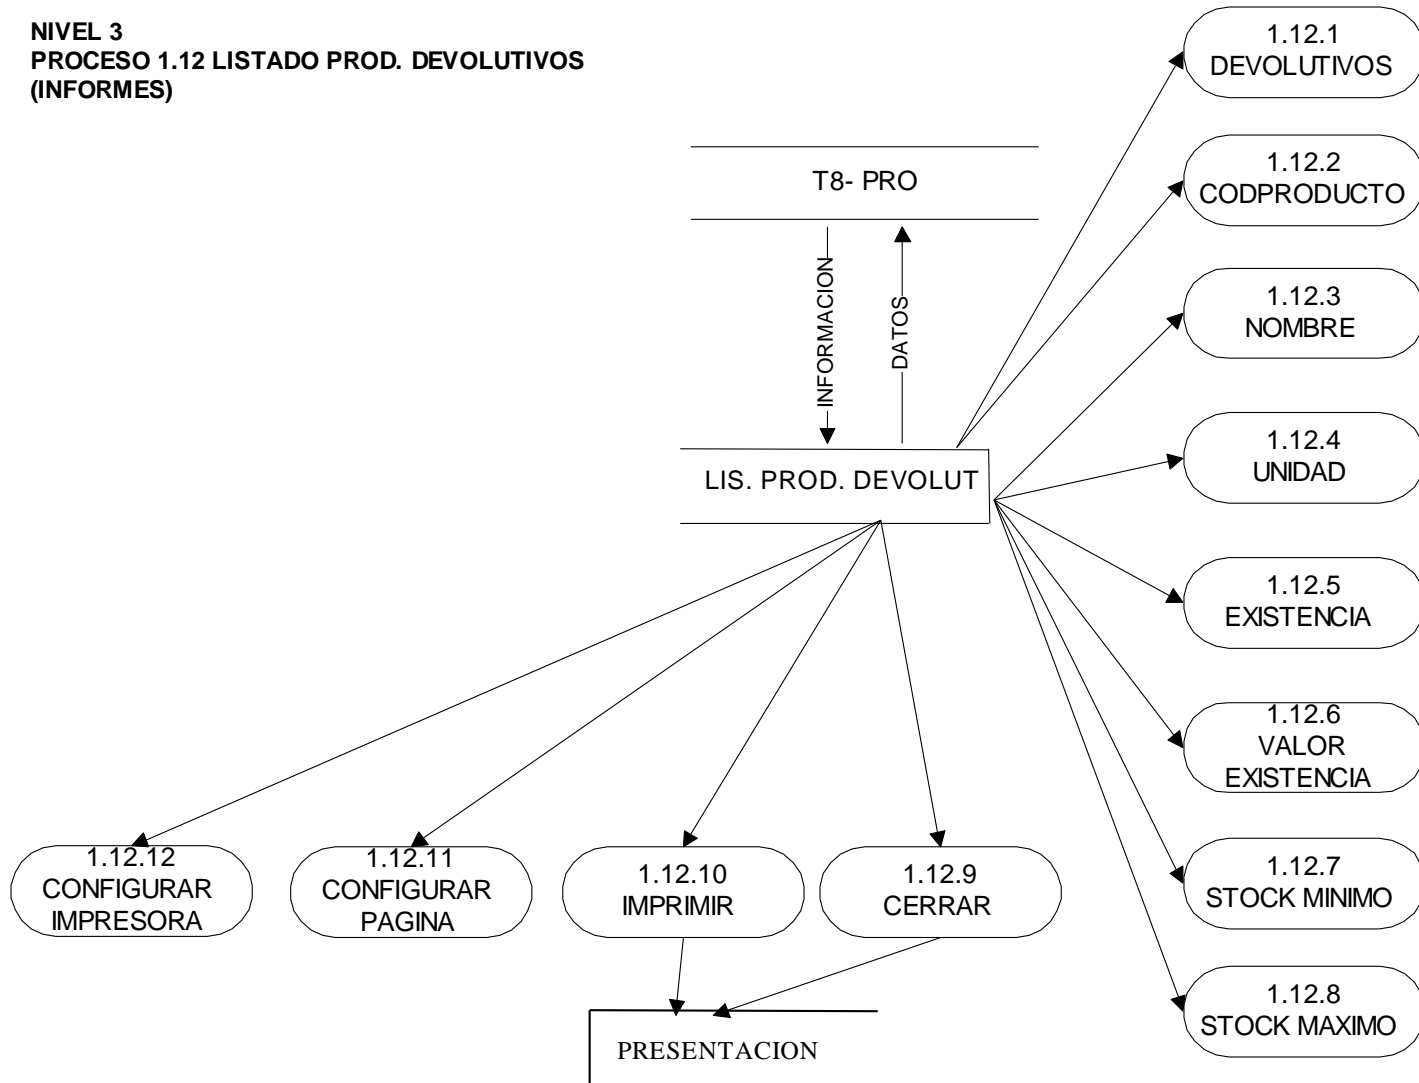 NIVEL 3
PROCESO 1.12 LISTADO PROD. DEVOLUTIVOS
(INFORMES)
1.12.1
DEVOLUTIVOS
T8- PRO
1.12.2
CODPRODUCTO
INFORMACION
DATOS
1.12.3
NOMBRE
LIS. PROD. DEVOLUT
1.12.4
UNIDAD
1.12.5
EXISTENCIA
1.12.6
VALOR
EXISTENCIA
1.12.12
CONFIGURAR
IMPRESORA
1.12.11
CONFIGURAR
PAGINA
1.12.10
IMPRIMIR
1.12.9
CERRAR
1.12.7
STOCK MINIMO
1.12.8
STOCK MAXIMO
PRESENTACION